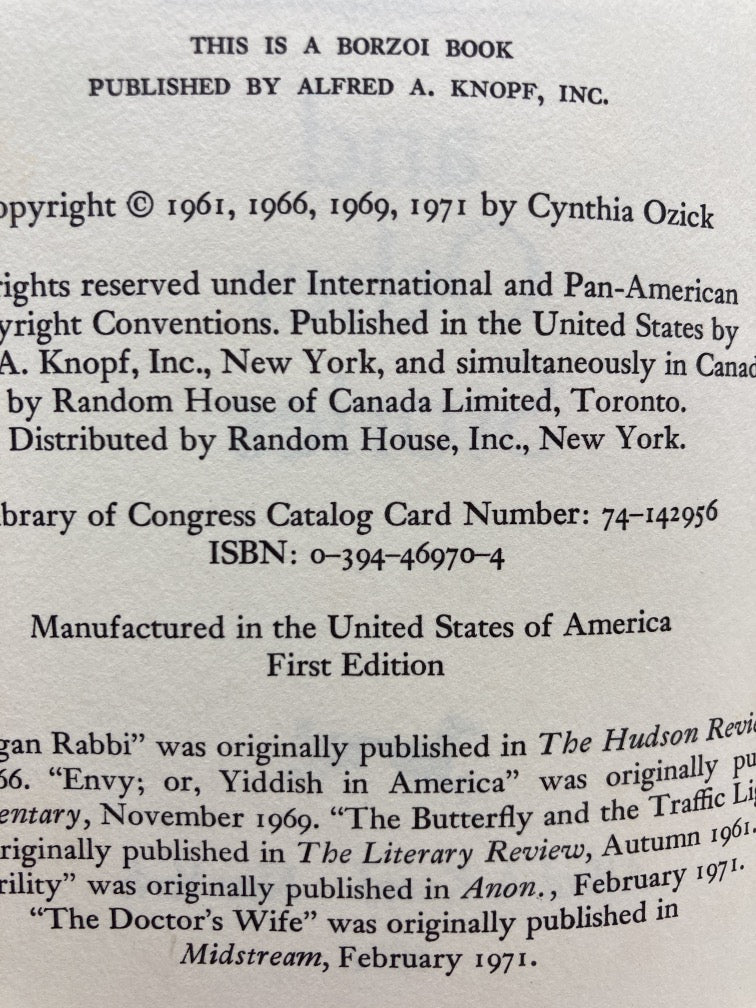 THIS IS A BORZOI BOOK
PUBLISHED BY ALFRED A. KNOPF, INC.
opyright © 1961, 1966, 1969, 1971 by Cynthia Ozick
ights reserved under International and Pan-American
yright Conventions. Published in the United States by
A. Knopf, Inc., New York, and simultaneously in Canad
by Random House of Canada Limited, Toronto.
Distributed by Random House, Inc., New York.
brary of Congress Catalog Card Number: 74-142956
ISBN: 0-394-46970-4
Manufactured in the United States of America
First Edition
gan Rabbi" was originally published in The Hudson Revie
66. "Envy; or, Yiddish in America" was originally pu
entary, November 1969. "The Butterfly and the Traffic Lig
riginally published in The Literary Review, Autumn 1961.
rility" was originally published in Anon., February 1971.
"The Doctor's Wife" was originally published in
Midstream, February 1971.